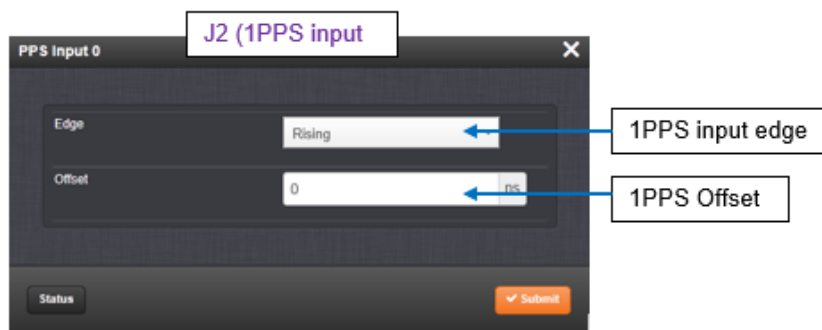 J2 (1PPS input
PPS Input 0
Edge
Rising
1PPS input edge
Offset
0
ns
1PPS Offset
Status
Submit